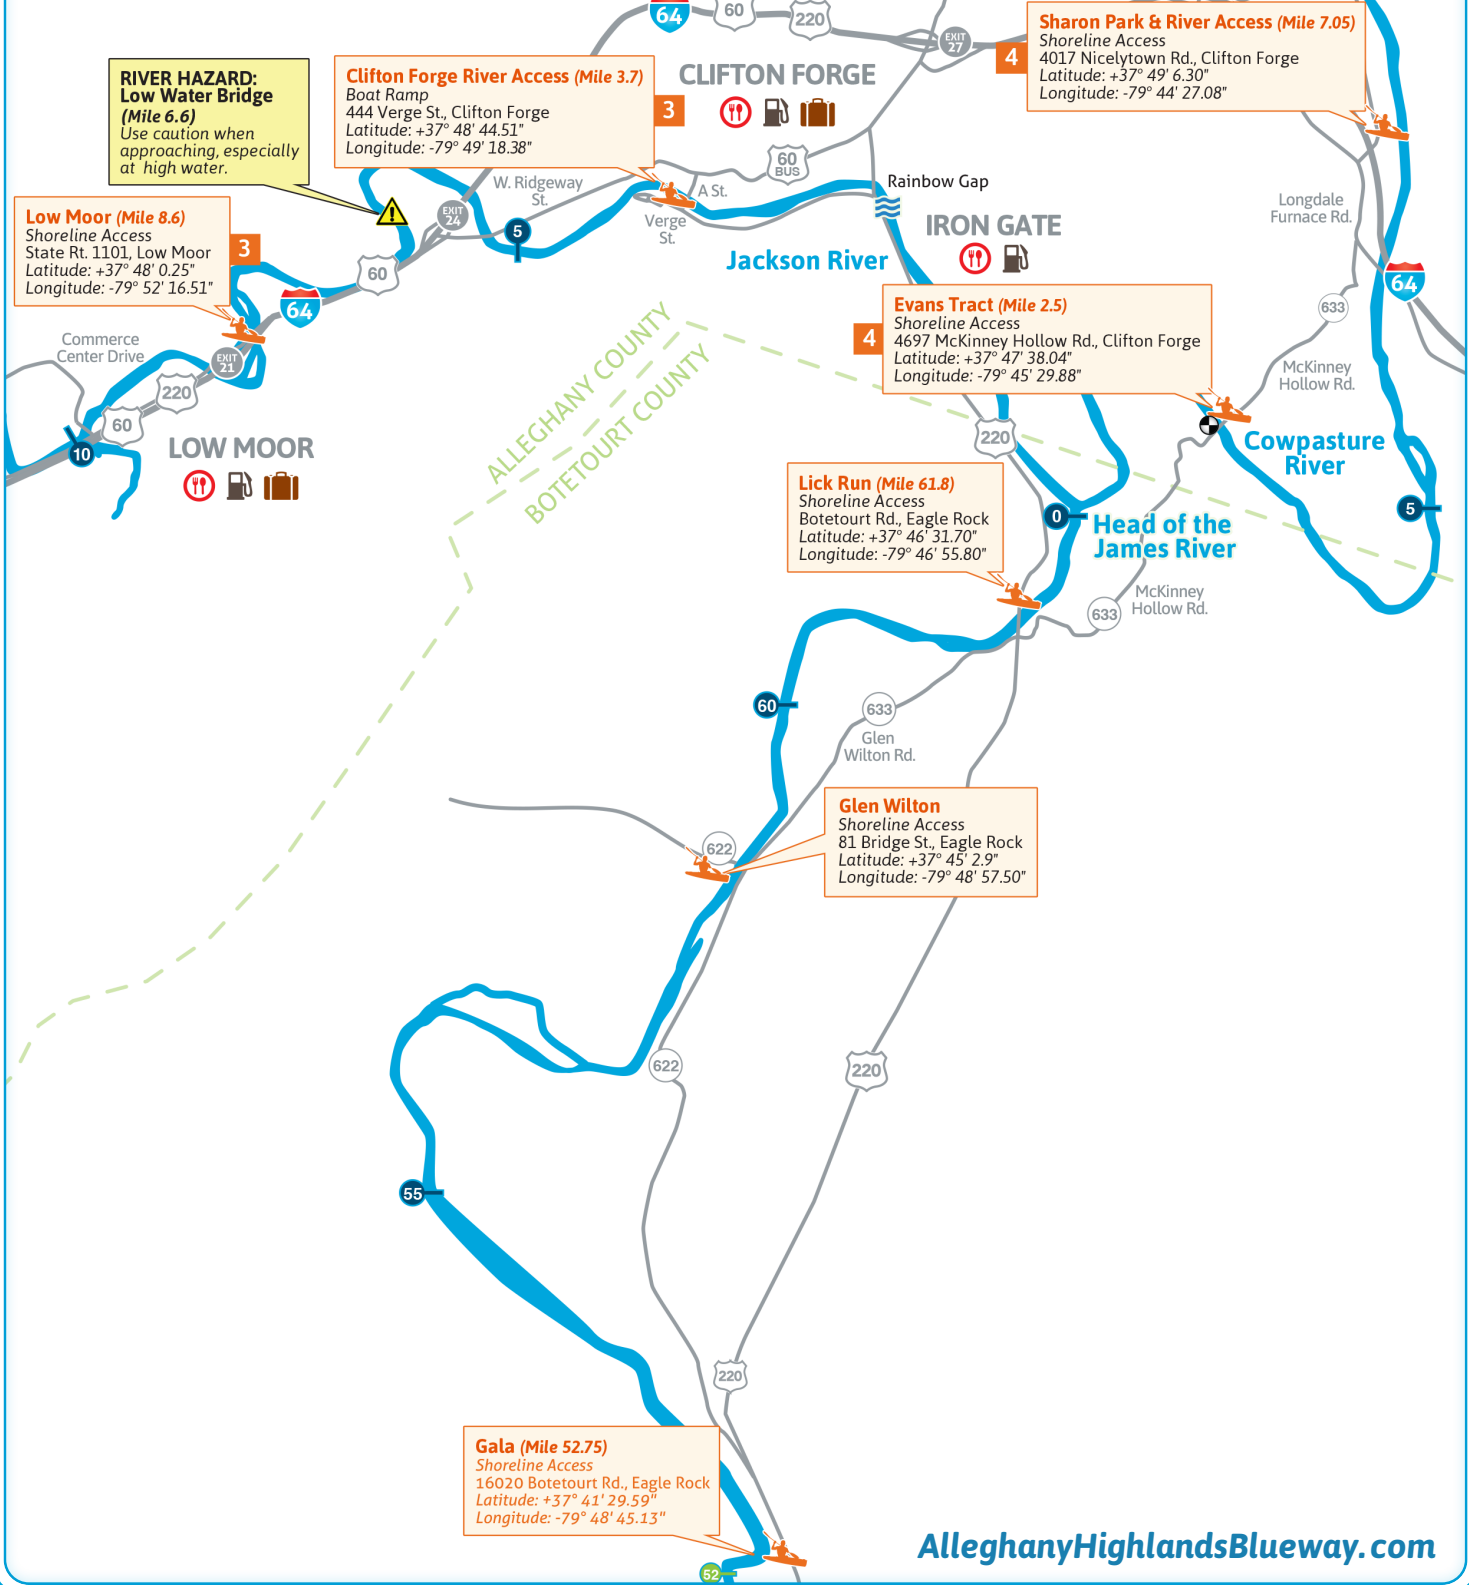 64
60
220
EXIT
27
Sharon Park & River Access (Mile 7.05)
Shoreline Access
4017 Nicelytown Rd., Clifton Forge
Latitude: +37° 49' 6.30"
Longitude: -79° 44' 27.08"
4
RIVER HAZARD:
Low Water Bridge
(Mile 6.6)
Use caution when
approaching, especially
at high water.
Clifton Forge River Access (Mile 3.7)
Boat Ramp
444 Verge St., Clifton Forge
Latitude: +37° 48' 44.51"
Longitude: -79° 49' 18.38"
3
CLIFTON FORGE
60
BUS
W. Ridgeway
St.
A St.
Verge
St.
Rainbow Gap
EXIT
24
5
IRON GATE
Jackson River
Longdale
Furnace Rd.
Low Moor (Mile 8.6)
Shoreline Access
State Rt. 1101, Low Moor
Latitude: +37° 48' 0.25"
Longitude: -79° 52' 16.51"
3
60
64
64
633
Evans Tract (Mile 2.5)
Shoreline Access
4697 McKinney Hollow Rd., Clifton Forge
Latitude: +37° 47' 38.04"
Longitude: -79° 45' 29.88"
4
Commerce
Center Drive
EXIT
21
220
60
10
LOW MOOR
ALLEGHANY COUNTY
BOTETOURT COUNTY
McKinney
Hollow Rd.
220
Cowpasture
River
5
Lick Run (Mile 61.8)
Shoreline Access
Botetourt Rd., Eagle Rock
Latitude: +37° 46' 31.70"
Longitude: -79° 46' 55.80"
0
Head of the
James River
McKinney
Hollow Rd.
633
60
633
Glen
Wilton Rd.
Glen Wilton
Shoreline Access
81 Bridge St., Eagle Rock
Latitude: +37° 45' 2.9"
Longitude: -79° 48' 57.50"
622
622
220
55
220
Gala (Mile 52.75)
Shoreline Access
16020 Botetourt Rd., Eagle Rock
Latitude: +37° 41' 29.59"
Longitude: -79° 48' 45.13"
52
AlleghanyHighlandsBlueway.com